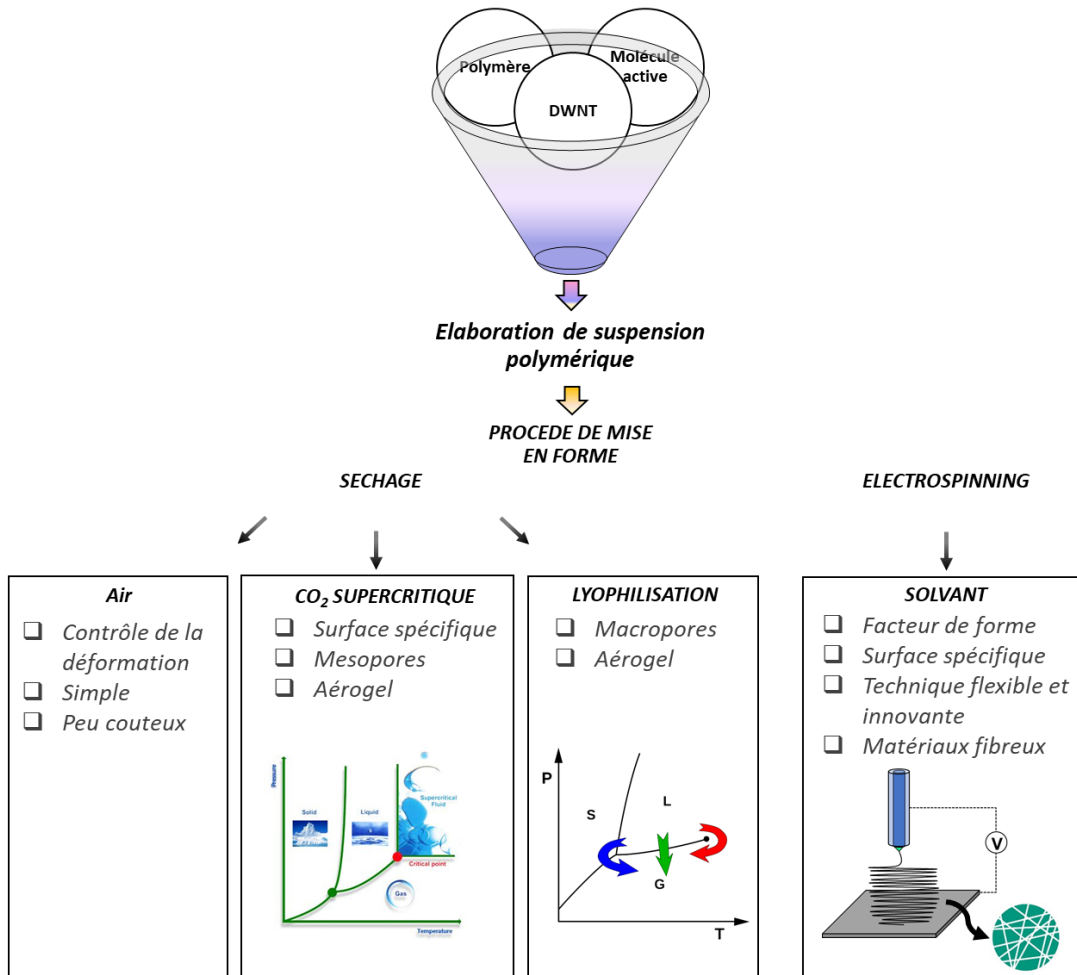 Polymère
Molécule
active
DWNT
Elaboration de suspension
polymérique
PROCEDE DE MISE
EN FORME
SECHAGE
ELECTROSPINNING
Air
❑ Contrôle de la
déformation
❑ Simple
❑ Peu couteux
CO₂ SUPERCRITIQUE
❑ Surface spécifique
❑ Mesopores
❑ Aérogel
Pressure
Solid
Liquid
Supercritical
Fluid
Critical point
Gas
Temperature
LYOPHILISATION
❑ Macropores
❑ Aérogel
P
S
L
G
T
SOLVANT
❑ Facteur de forme
❑ Surface spécifique
❑ Technique flexible et
innovante
❑ Matériaux fibreux
V